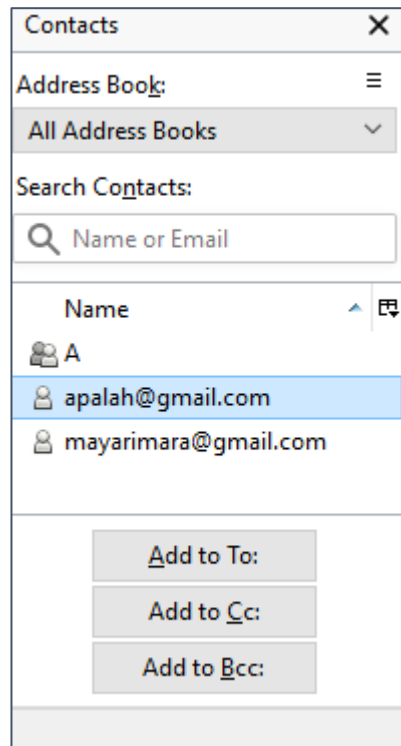 Contacts
Address Book:
All Address Books
Search Contacts:
Name or Email
Name
A
apalah@gmail.com
mayarimara@gmail.com
Add to To:
Add to Cc:
Add to Bcc: